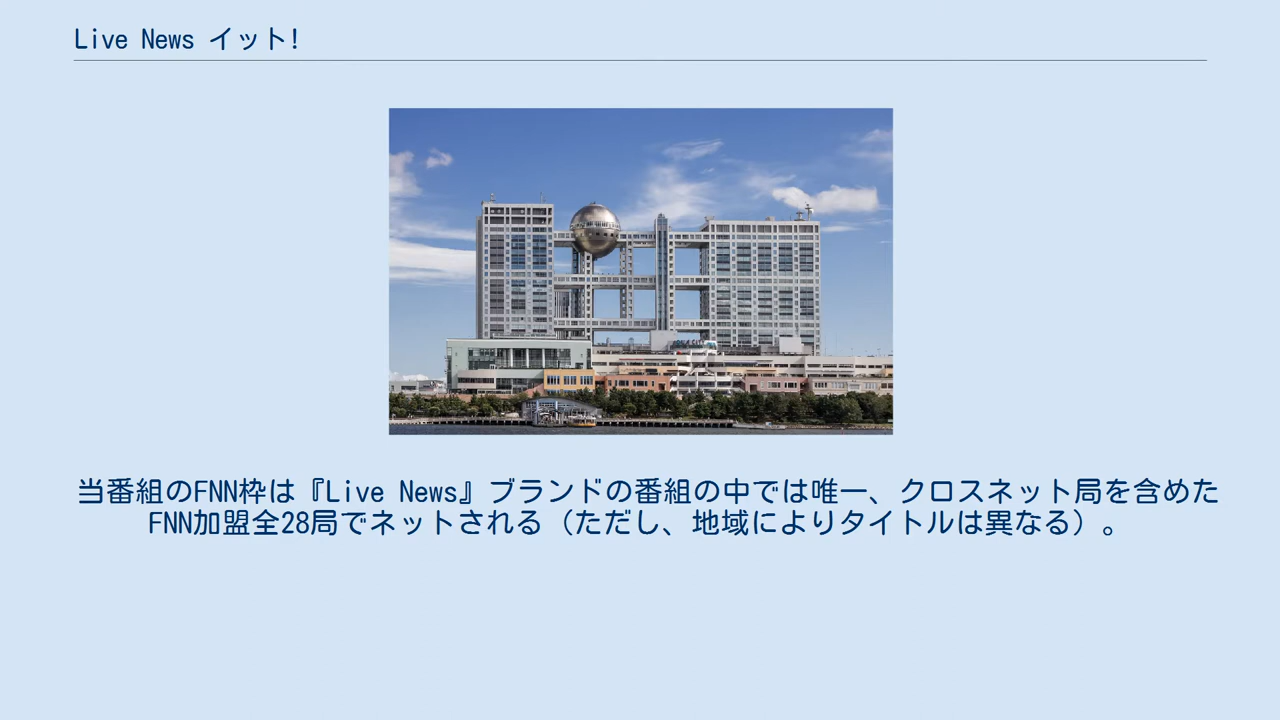 Live News イット!
当番組のFNN枠は『Live News』ブランドの番組の中では唯一、クロスネット局を含めた
FNN加盟全28局でネットされる（ただし、地域によりタイトルは異なる）。